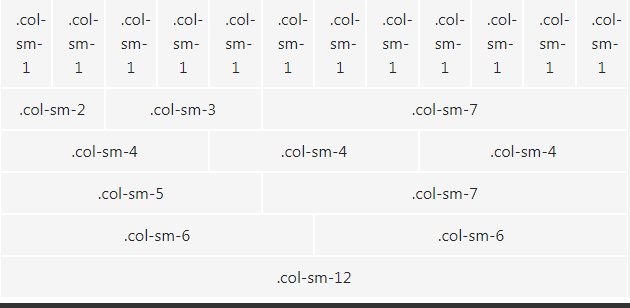 .col- .col- .col- .col- .col- .col- .col- .col- .col- .col- .col- .col-
sm- sm- sm- sm- sm- sm- sm- sm- sm- sm- sm- sm-
1 1 1 1 1 1 1 1 1 1 1 1
.col-sm-2 .col-sm-3 .col-sm-7
.col-sm-4 .col-sm-4 .col-sm-4
.col-sm-5 .col-sm-7
.col-sm-6 .col-sm-6
.col-sm-12